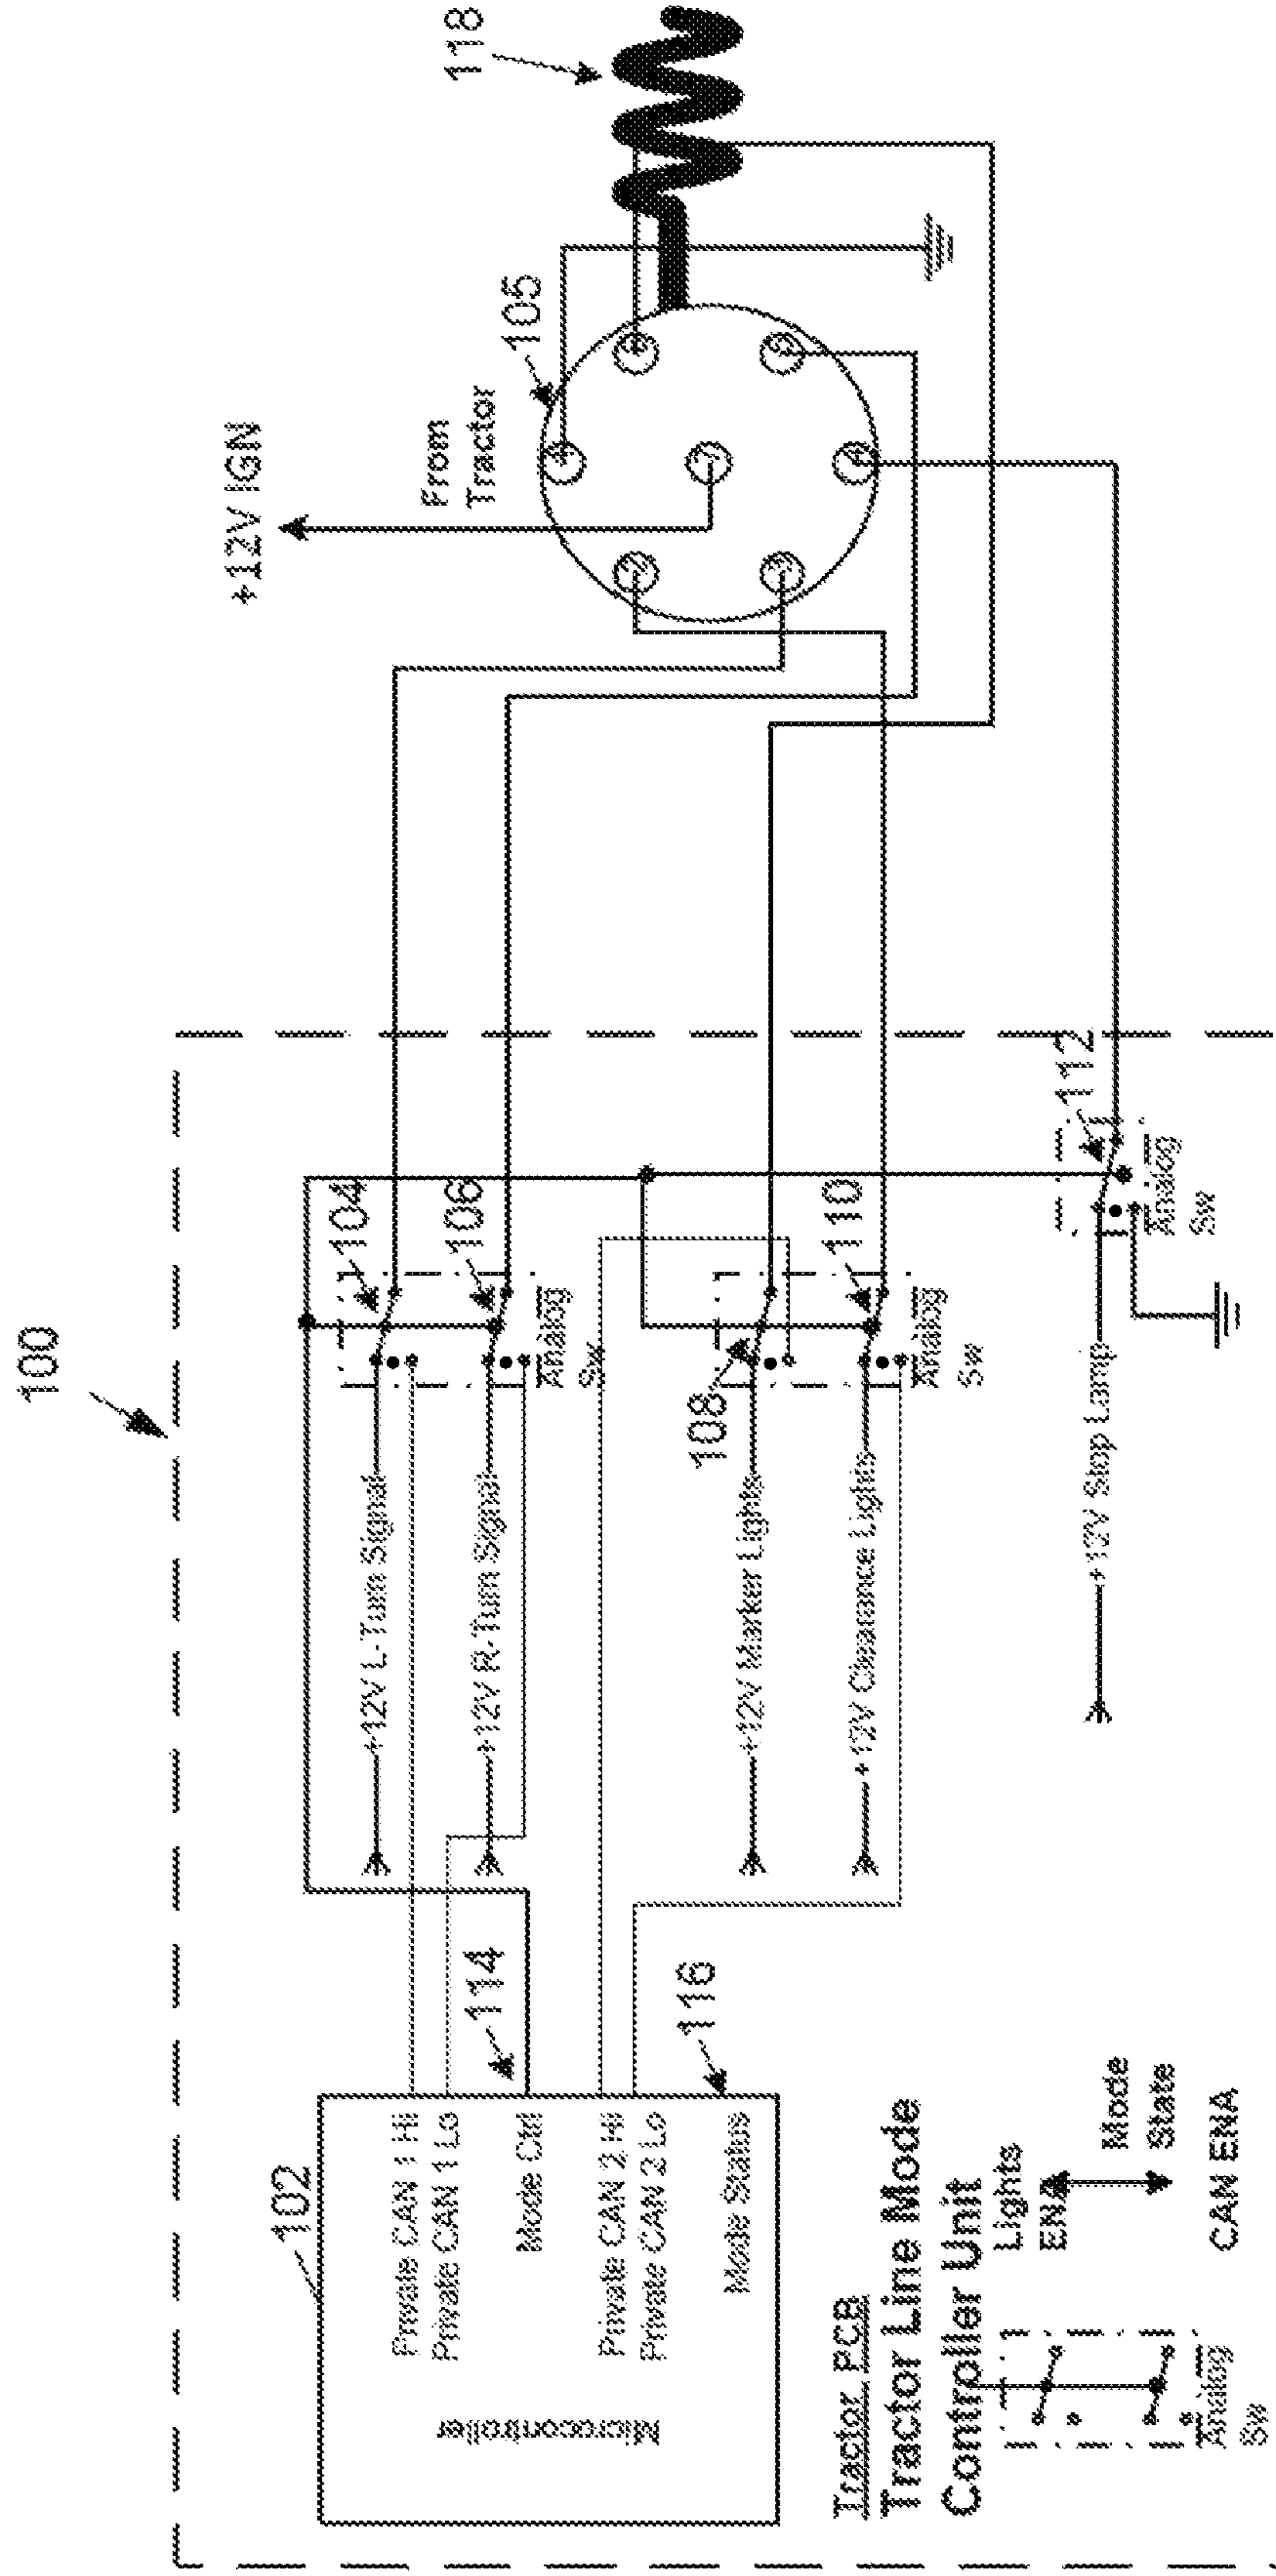 100
102
Microcontroller
Private CAN 1 Hi
Private CAN 1 Lo
Mode Ctrl
Private CAN 2 Hi
Private CAN 2 Lo
Mode Status
114
116
+12V L-Turn Signal
+12V R-Turn Signal
104
106
Analog
Sw
+12V Marker Lights
+12V Clearance Lights
108
110
Analog
Sw
+12V Stop Lamp
112
Analog
Sw
+12V IGN
From
Tractor
105
118
Tractor PCB
Tractor Line Mode
Controller Unit
Analog
Sw
Lights
ENA
Mode
State
CAN ENA